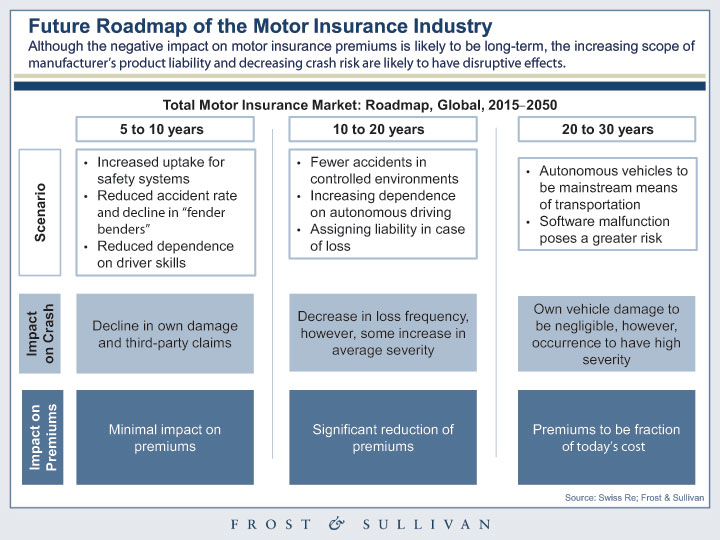 Future Roadmap of the Motor Insurance Industry
Although the negative impact on motor insurance premiums is likely to be long-term, the increasing scope of
manufacturer's product liability and decreasing crash risk are likely to have disruptive effects.
Total Motor Insurance Market: Roadmap, Global, 2015–2050
5 to 10 years
10 to 20 years
20 to 30 years
Scenario
• Increased uptake for
safety systems
• Reduced accident rate
and decline in "fender
benders"
• Reduced dependence
on driver skills
• Fewer accidents in
controlled environments
• Increasing dependence
on autonomous driving
• Assigning liability in case
of loss
• Autonomous vehicles to
be mainstream means
of transportation
• Software malfunction
poses a greater risk
Impact
on Crash
Decline in own damage
and third-party claims
Decrease in loss frequency,
however, some increase in
average severity
Own vehicle damage to
be negligible, however,
occurrence to have high
severity
Impact on
Premiums
Minimal impact on
premiums
Significant reduction of
premiums
Premiums to be fraction
of today's cost
Source: Swiss Re; Frost & Sullivan
FROST & SULLIVAN